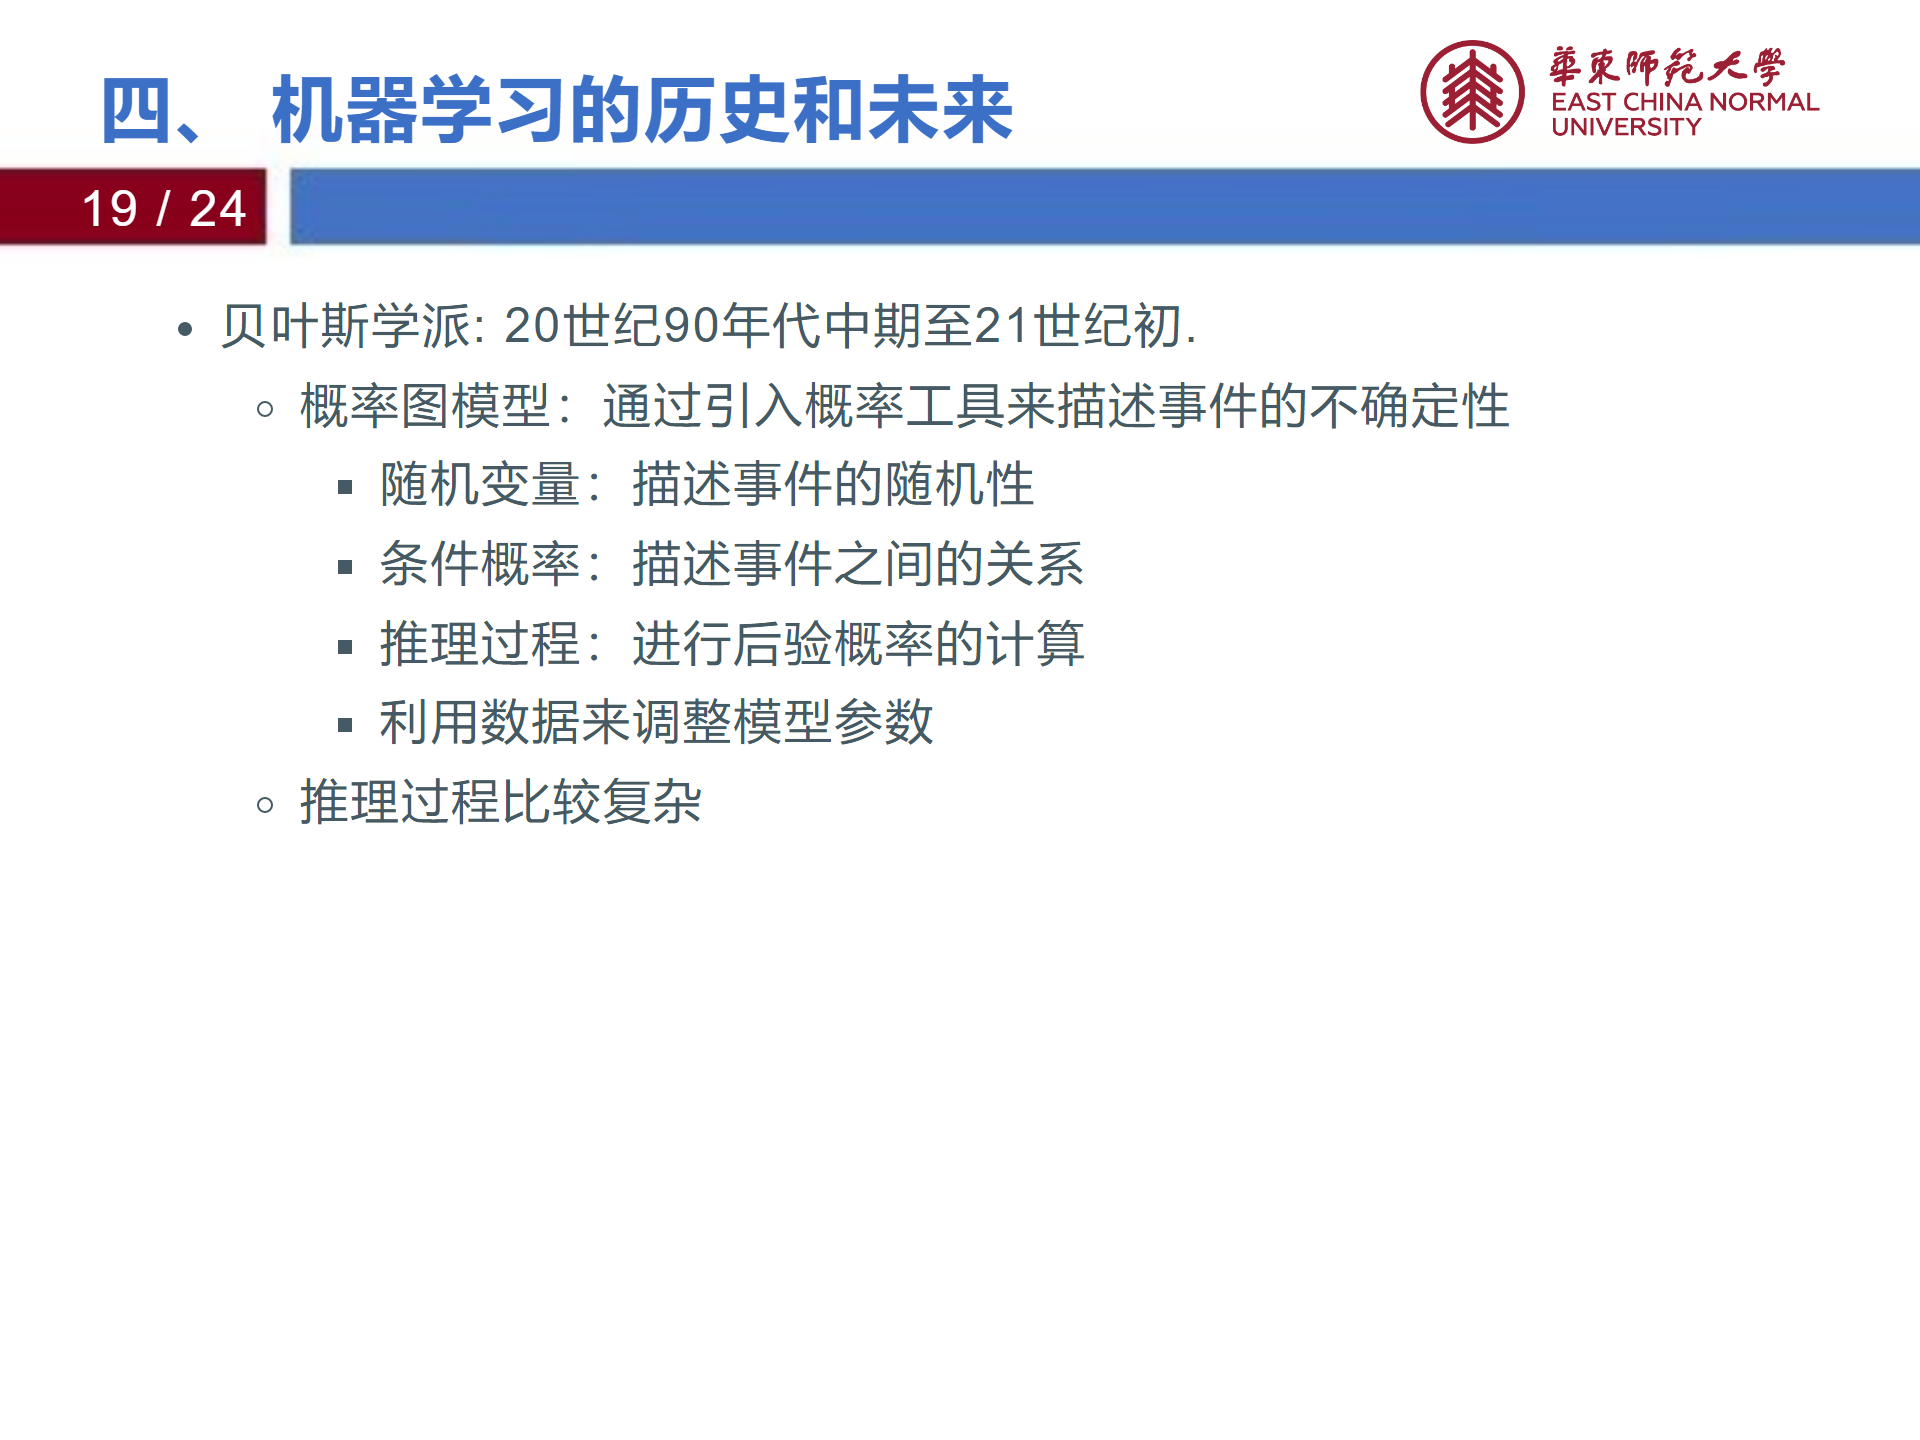 四、 机器学习的历史和未来
華東師範大學
EAST CHINA NORMAL
UNIVERSITY
19 / 24
• 贝叶斯学派: 20世纪90年代中期至21世纪初.
○ 概率图模型：通过引入概率工具来描述事件的不确定性
▪ 随机变量：描述事件的随机性
▪ 条件概率：描述事件之间的关系
▪ 推理过程：进行后验概率的计算
▪ 利用数据来调整模型参数
○ 推理过程比较复杂